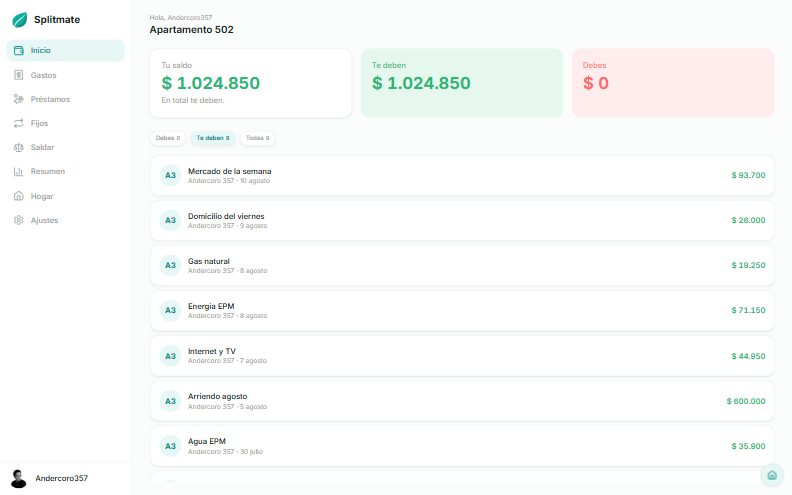 Splitmate
Inicio
Gastos
Préstamos
Fijos
Saldar
Resumen
Hogar
Ajustes
Andercoro357
Hola, Andercoro357
Apartamento 502
Tu saldo
$ 1.024.850
En total te deben.
Te deben
$ 1.024.850
Debes
$ 0
Debes 0
Te deben 9
Todas 9
A3
Mercado de la semana
Andercoro 357 · 10 agosto
$ 93.700
A3
Domicilio del viernes
Andercoro 357 · 9 agosto
$ 26.000
A3
Gas natural
Andercoro 357 · 8 agosto
$ 19.250
A3
Energía EPM
Andercoro 357 · 8 agosto
$ 71.150
A3
Internet y TV
Andercoro 357 · 7 agosto
$ 44.950
A3
Arriendo agosto
Andercoro 357 · 5 agosto
$ 600.000
A3
Agua EPM
Andercoro 357 · 30 julio
$ 35.900